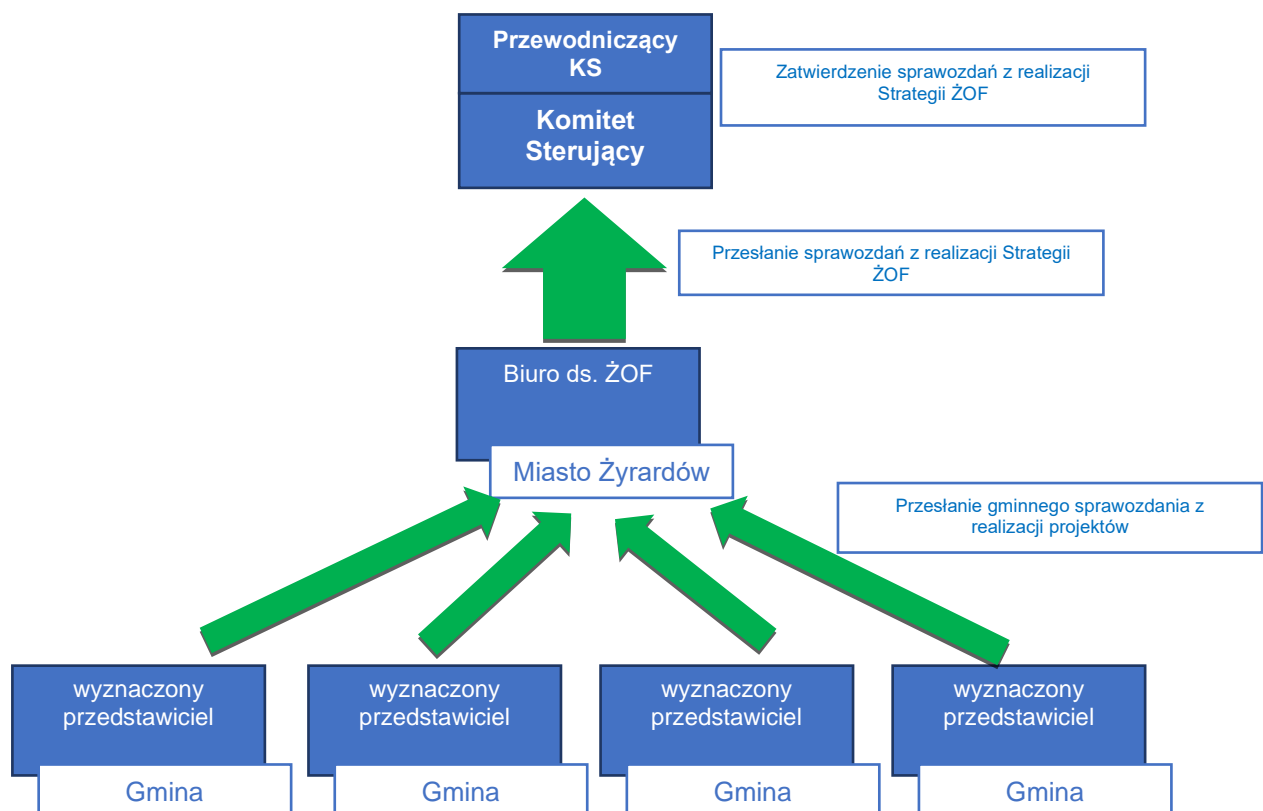 Przewodniczący
KS
Zatwierdzenie sprawozdań z realizacji
Strategii ŻOF
Komitet
Sterujący
Przesłanie sprawozdań z realizacji Strategii
ŻOF
Biuro ds. ŻOF
Miasto Żyrardów
Przesłanie gminnego sprawozdania z
realizacji projektów
wyznaczony
przedstawiciel
Gmina
wyznaczony
przedstawiciel
Gmina
wyznaczony
przedstawiciel
Gmina
wyznaczony
przedstawiciel
Gmina